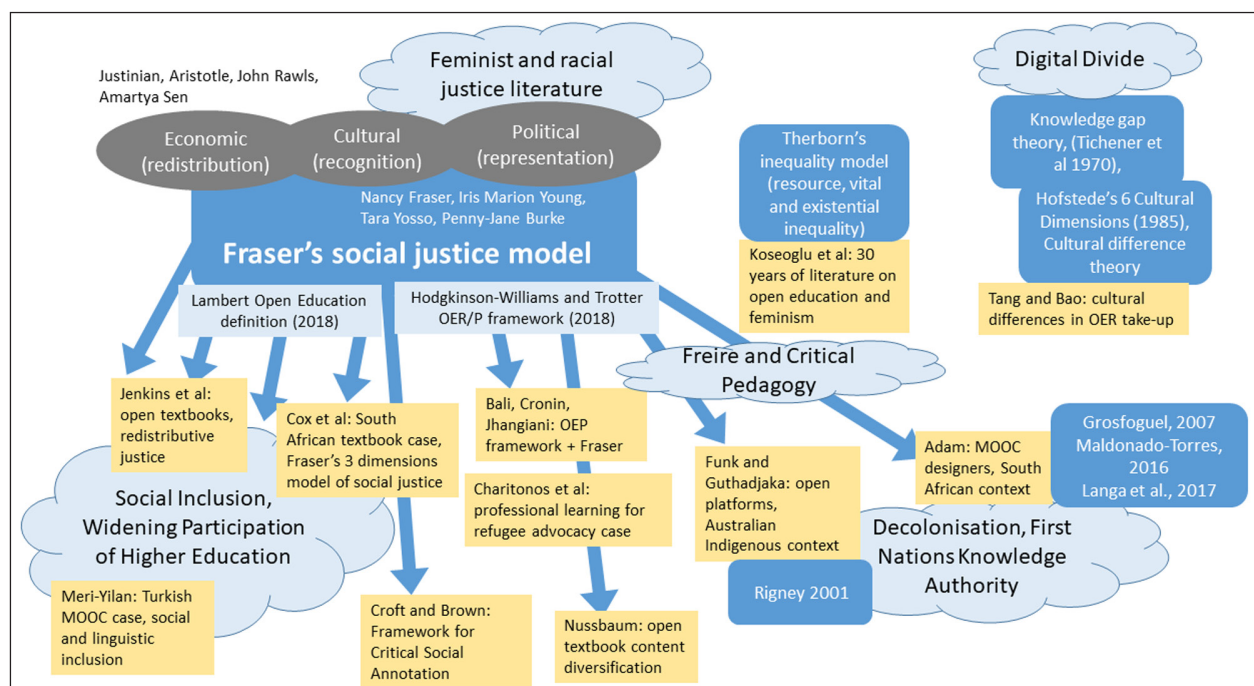 Feminist and racial
justice literature
Digital Divide
Justinian, Aristotle, John Rawls,
Amartya Sen
Economic
(redistribution)
Cultural
(recognition)
Political
(representation)
Nancy Fraser, Iris Marion Young,
Tara Yosso, Penny-Jane Burke
Fraser's social justice model
Therborn's
inequality model
(resource, vital
and existential
inequality)
Koseoglu et al: 30
years of literature on
open education and
feminism
Knowledge gap
theory, (Tichener et
al 1970),
Hofstede's 6 Cultural
Dimensions (1985),
Cultural difference
theory
Tang and Bao: cultural
differences in OER take-up
Lambert Open Education
definition (2018)
Hodgkinson-Williams and Trotter
OER/P framework (2018)
Freire and Critical
Pedagogy
Jenkins et al:
open textbooks,
redistributive
justice
Cox et al: South
African textbook case,
Fraser's 3 dimensions
model of social justice
Bali, Cronin,
Jhangiani: OEP
framework + Fraser
Charitonos et al:
professional learning for
refugee advocacy case
Funk and
Guthadjaka: open
platforms,
Australian
Indigenous context
Adam: MOOC
designers, South
African context
Grosfoguel, 2007
Maldonado-Torres,
2016
Langa et al., 2017
Social Inclusion,
Widening Participation
of Higher Education
Decolonisation, First
Nations Knowledge
Authority
Rigney 2001
Meri-Yilan: Turkish
MOOC case, social
and linguistic
inclusion
Croft and Brown:
Framework for
Critical Social
Annotation
Nussbaum: open
textbook content
diversification